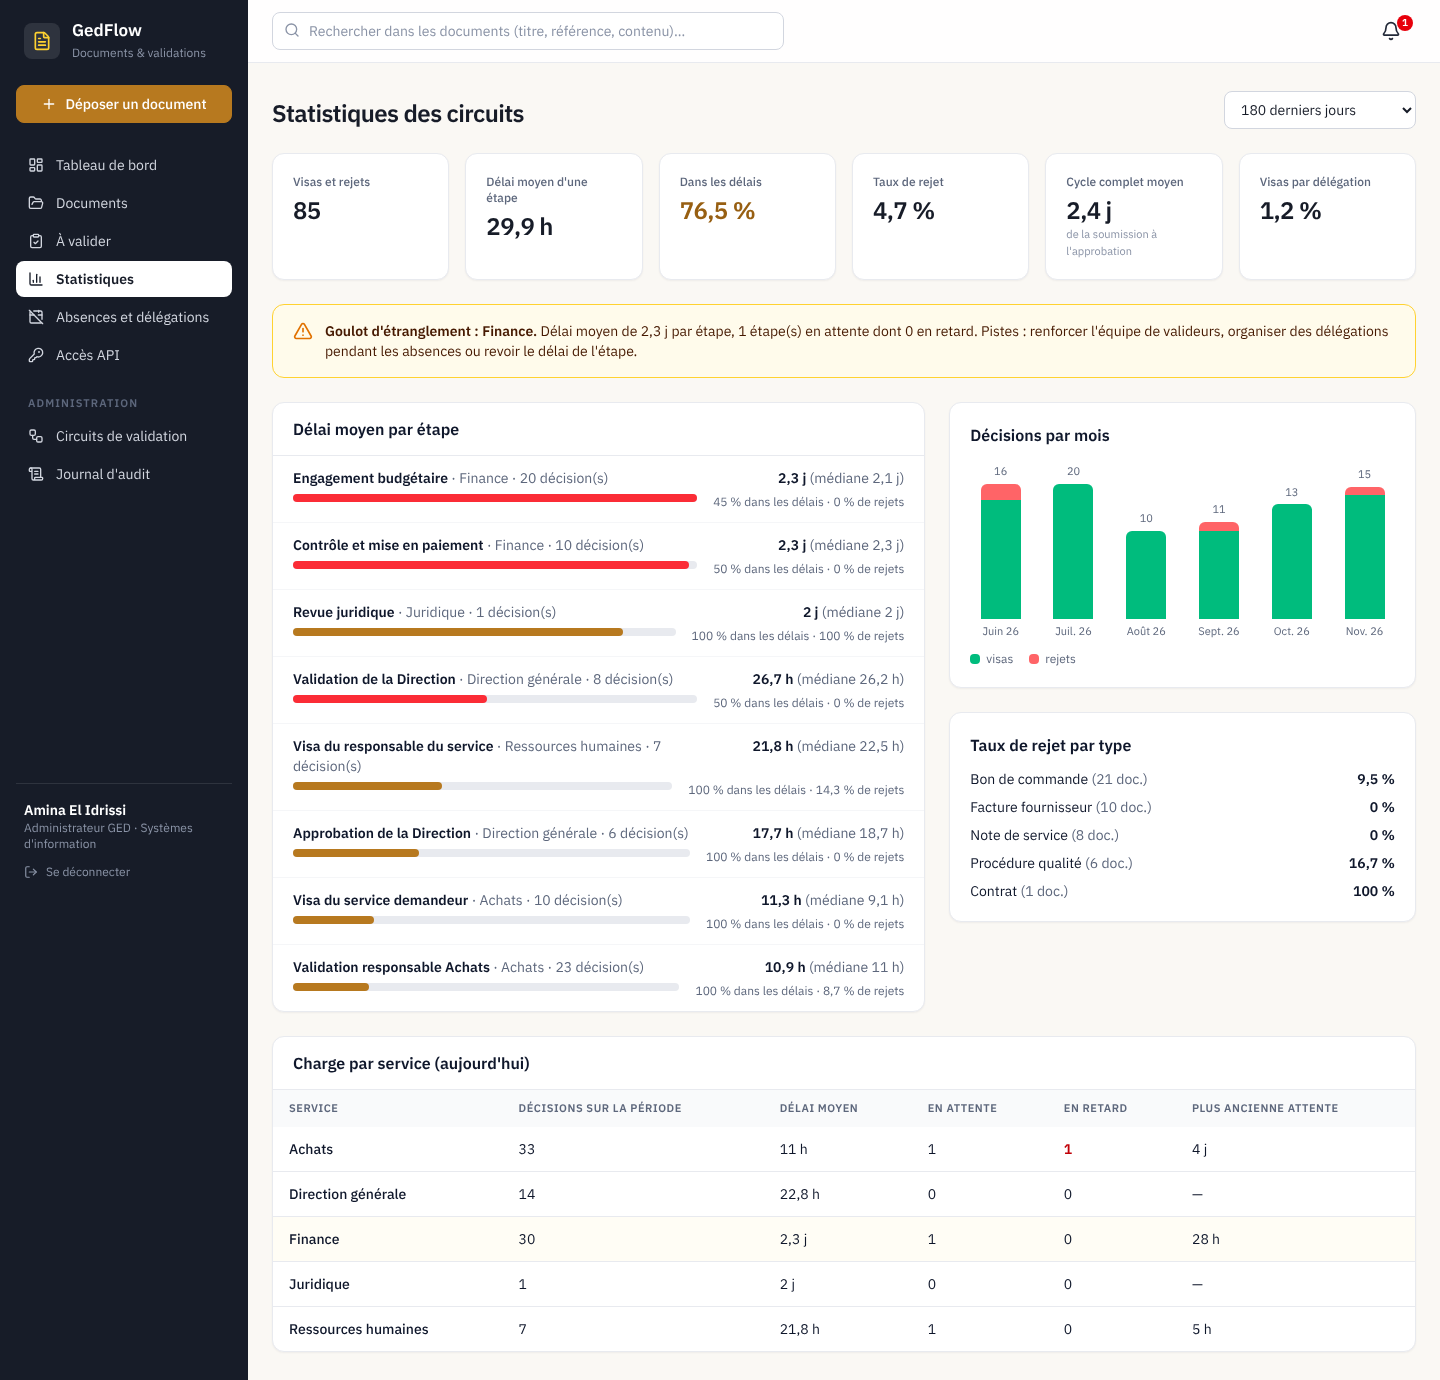 GedFlow
Documents & validations
Déposer un document
Tableau de bord
Documents
À valider
Statistiques
Absences et délégations
Accès API
ADMINISTRATION
Circuits de validation
Journal d'audit
Amina El Idrissi
Administrateur GED · Systèmes
d'information
Se déconnecter
Rechercher dans les documents (titre, référence, contenu)...
1
Statistiques des circuits
180 derniers jours
Visas et rejets
85
Délai moyen d'une
étape
29,9 h
Dans les délais
76,5 %
Taux de rejet
4,7 %
Cycle complet moyen
2,4 j
de la soumission à
l'approbation
Visas par délégation
1,2 %
Goulot d'étranglement : Finance. Délai moyen de 2,3 j par étape, 1 étape(s) en attente dont 0 en retard. Pistes : renforcer l'équipe de valideurs, organiser des délégations
pendant les absences ou revoir le délai de l'étape.
Délai moyen par étape
Engagement budgétaire · Finance · 20 décision(s) 2,3 j (médiane 2,1 j)
45 % dans les délais · 0 % de rejets
Contrôle et mise en paiement · Finance · 10 décision(s) 2,3 j (médiane 2,3 j)
50 % dans les délais · 0 % de rejets
Revue juridique · Juridique · 1 décision(s) 2 j (médiane 2 j)
100 % dans les délais · 100 % de rejets
Validation de la Direction · Direction générale · 8 décision(s) 26,7 h (médiane 26,2 h)
50 % dans les délais · 0 % de rejets
Visa du responsable du service · Ressources humaines · 7 21,8 h (médiane 22,5 h)
décision(s)
100 % dans les délais · 14,3 % de rejets
Approbation de la Direction · Direction générale · 6 décision(s) 17,7 h (médiane 18,7 h)
100 % dans les délais · 0 % de rejets
Visa du service demandeur · Achats · 10 décision(s) 11,3 h (médiane 9,1 h)
100 % dans les délais · 0 % de rejets
Validation responsable Achats · Achats · 23 décision(s) 10,9 h (médiane 11 h)
100 % dans les délais · 8,7 % de rejets
Décisions par mois
16 20 10 11 13 15
Juin 26 Juil. 26 Août 26 Sept. 26 Oct. 26 Nov. 26
visas rejets
Taux de rejet par type
Bon de commande (21 doc.) 9,5 %
Facture fournisseur (10 doc.) 0 %
Note de service (8 doc.) 0 %
Procédure qualité (6 doc.) 16,7 %
Contrat (1 doc.) 100 %
Charge par service (aujourd'hui)
SERVICE DÉCISIONS SUR LA PÉRIODE DÉLAI MOYEN EN ATTENTE EN RETARD PLUS ANCIENNE ATTENTE
Achats 33 11 h 1 1 4 j
Direction générale 14 22,8 h 0 0 —
Finance 30 2,3 j 1 0 28 h
Juridique 1 2 j 0 0 —
Ressources humaines 7 21,8 h 1 0 5 h